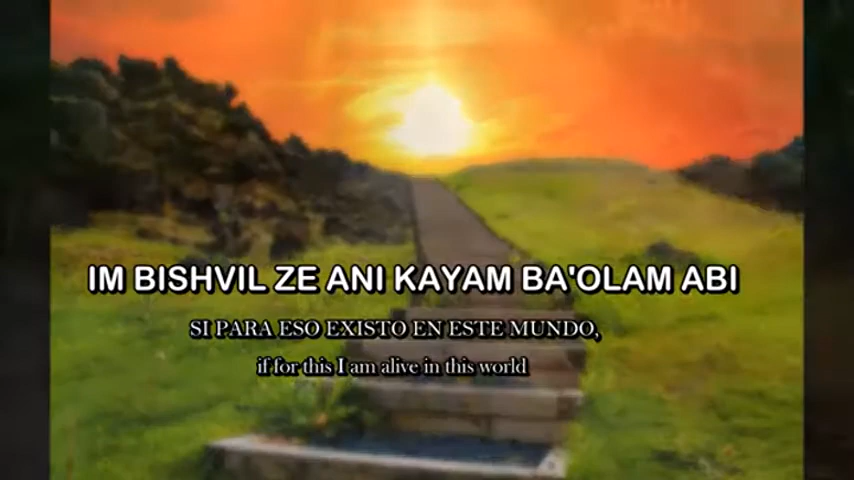 IM BISHVIL ZE ANI KAYAM BA'OLAM ABI
SI PARA ESO EXISTO EN ESTE MUNDO,
if for this I am alive in this world